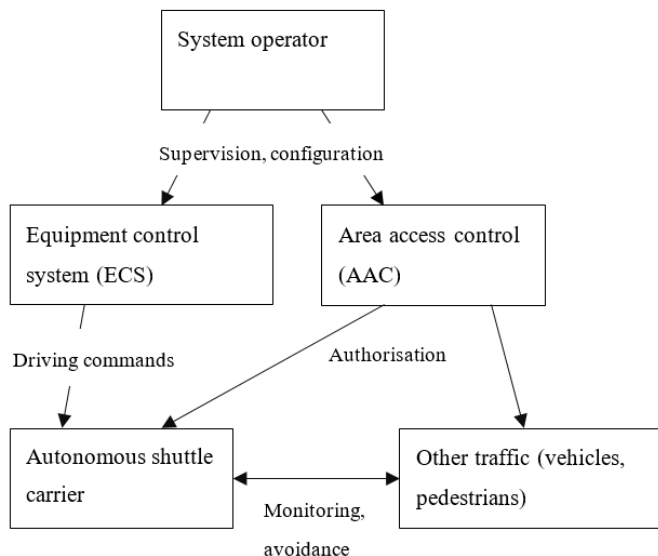 System operator
Supervision, configuration
Equipment control
system (ECS)
Area access control
(AAC)
Driving commands
Authorisation
Autonomous shuttle
carrier
Other traffic (vehicles,
pedestrians)
Monitoring,
avoidance